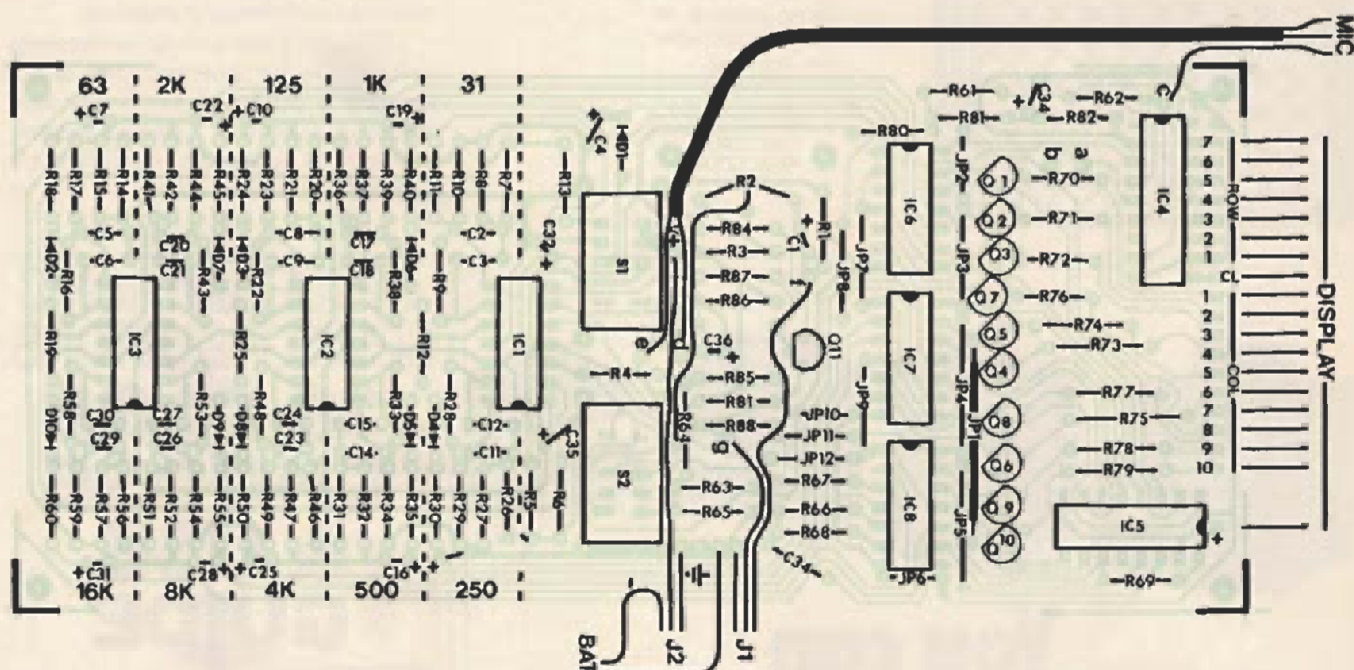 MIC
63 2K 125 1K 31
+C7 C22 + +C10 C19 +
R61 C34 + R62 C
R80 R81 R82
+ C4 D1
R18 R17 R15 R14 R41 R42 R44 R45 R24 R23 R21 R20 R36 R37 R39 R40 R11 R10 R8 R7 R13
R2 R84 R3 R87 R86
+ C1 R1 JP7 JP8
IC6 JP2 Q1 Q2 Q3 JP3
b a
R70 R71 R72 R76
IC4
7 6 5 4 3 2 1 ROW
CL
1 2 3 4 5 6 7 8 9 10 COL
DISPLAY
C5 C20 C8 C17 C2
C6 C21 C9 C18 C3
C32 +
D2 R16 R43 D7 D3 R22 R38 D6 R9
S1 V+ e d f
IC3 IC2 IC1
R19 R25 R12
R4 C36 + Q11 IC7
Q7 Q5 Q4
R74
R73
R85
R81
R88
g
R64
JP9 JP4 JP1
R58 R53 R48 R33 R28
D10 D9 D8 D5 D4
C30 C27 C24 C15 C12
C29 C26 C23 C14 C11
+ C35
S2
JP10
JP11
JP12
Q8 Q6 Q9 Q10
R77
R75
R78
R79
R60 R59 R57 R56 R51 R52 R54 R55 R50 R49 R47 R46 R31 R32 R34 R35 R30 R29 R27 R26 R5 R6
R63 R67
R65 R66
R68
C34
IC8 JP5
IC5 +
JP6 R69
+C31 C28 + +C25 C16 + +
16K 8K 4K 500 250
-
BAT
J2 J1